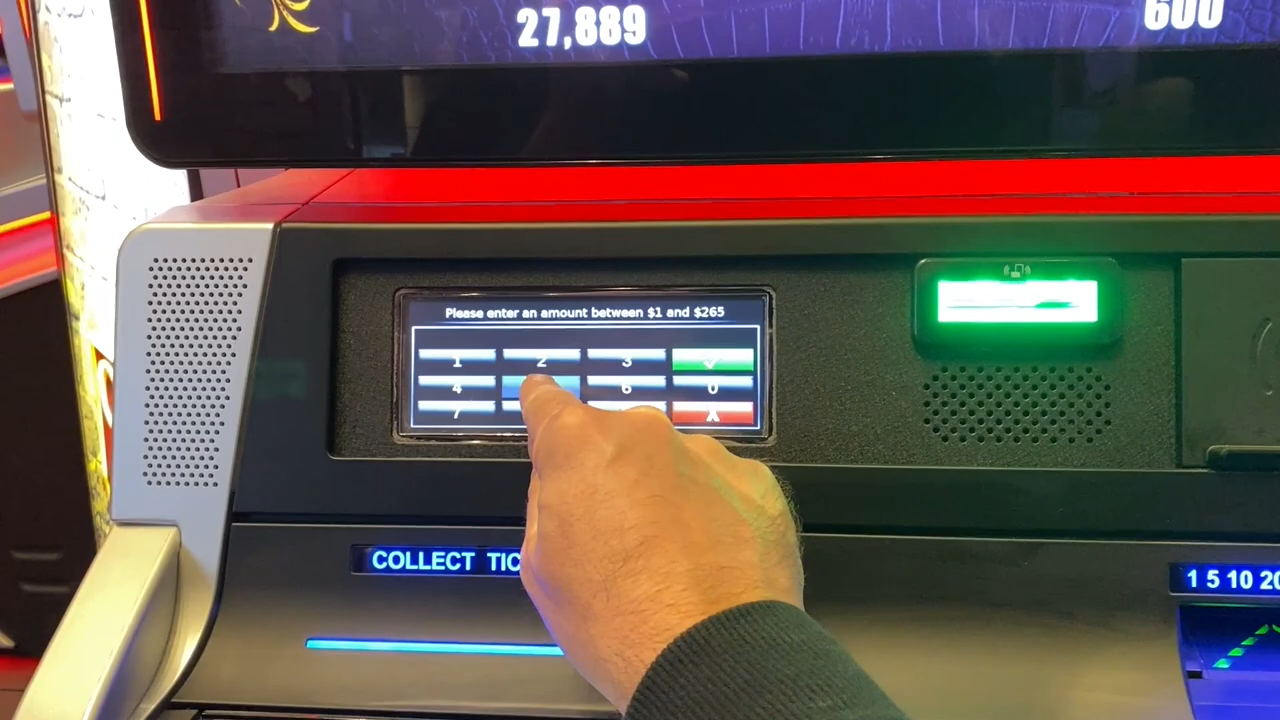 27,889
600
Please enter an amount between $1 and $265
1 2 3
4 6 0
7 X
COLLECT TIC
1 5 10 20